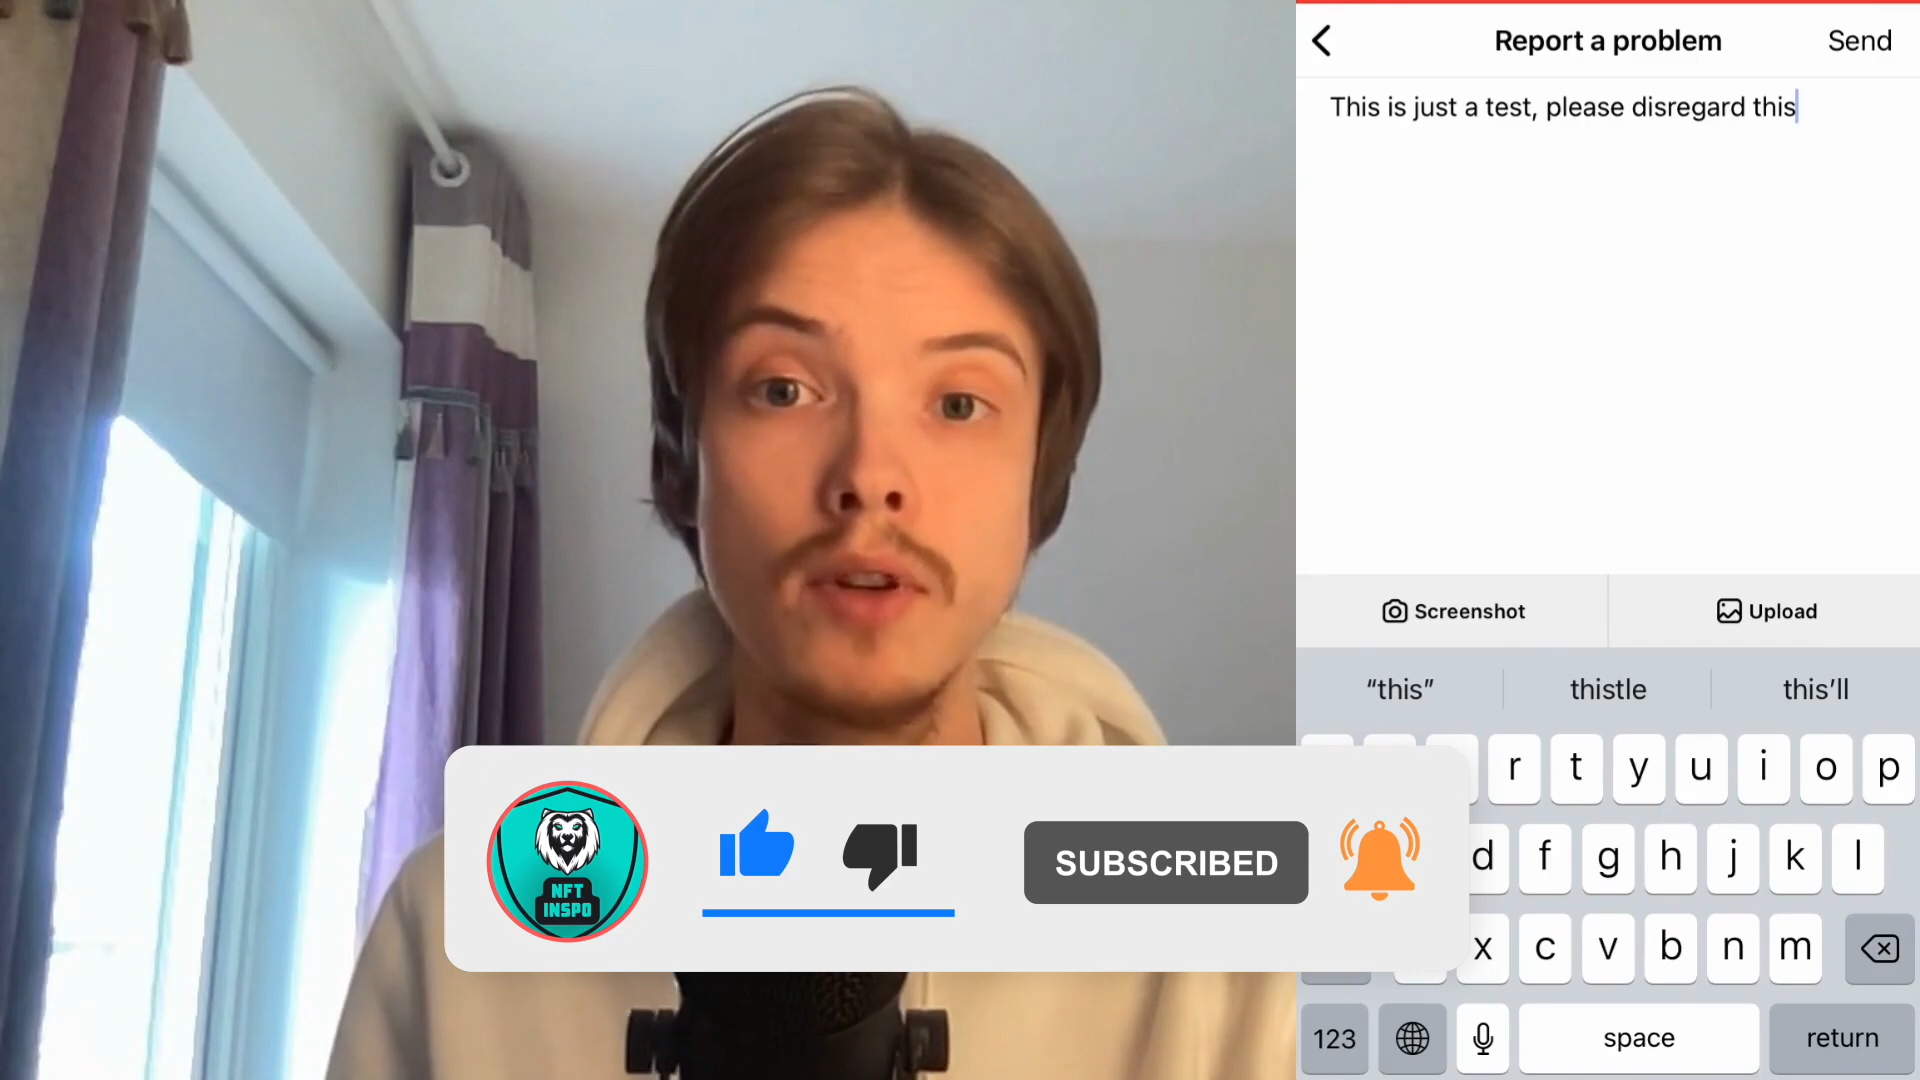 Report a problem
Send
This is just a test, please disregard this
Screenshot
Upload
“this”
thistle
this’ll
r t y u i o p
d f g h j k l
x c v b n m
123
space
return
NFT
INSPO
SUBSCRIBED